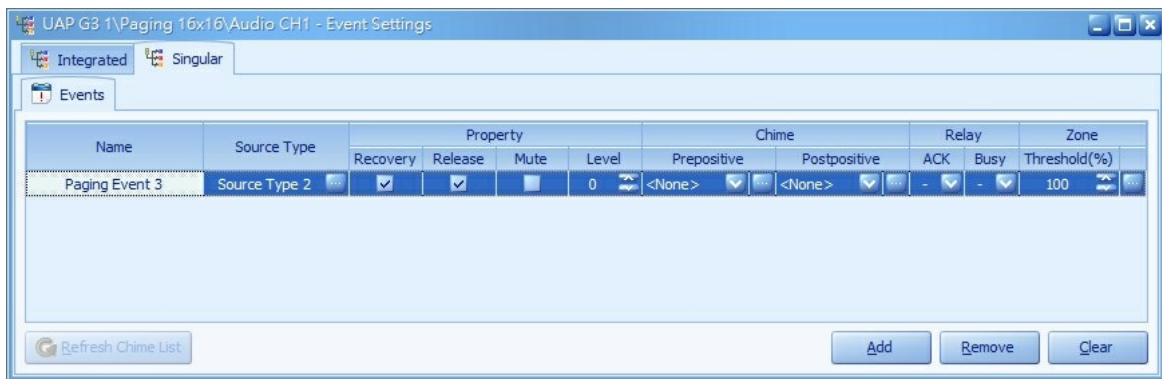 UAP G3 1\Paging 16x16\Audio CH1 - Event Settings
Integrated Singular
Events
Name Source Type Property Chime Relay Zone
Recovery Release Mute Level Prepositive Postpositive ACK Busy Threshold(%)
Paging Event 3 Source Type 2 ... 0 <None> ... <None> ... - - 100 ...
Refresh Chime List Add Remove Clear